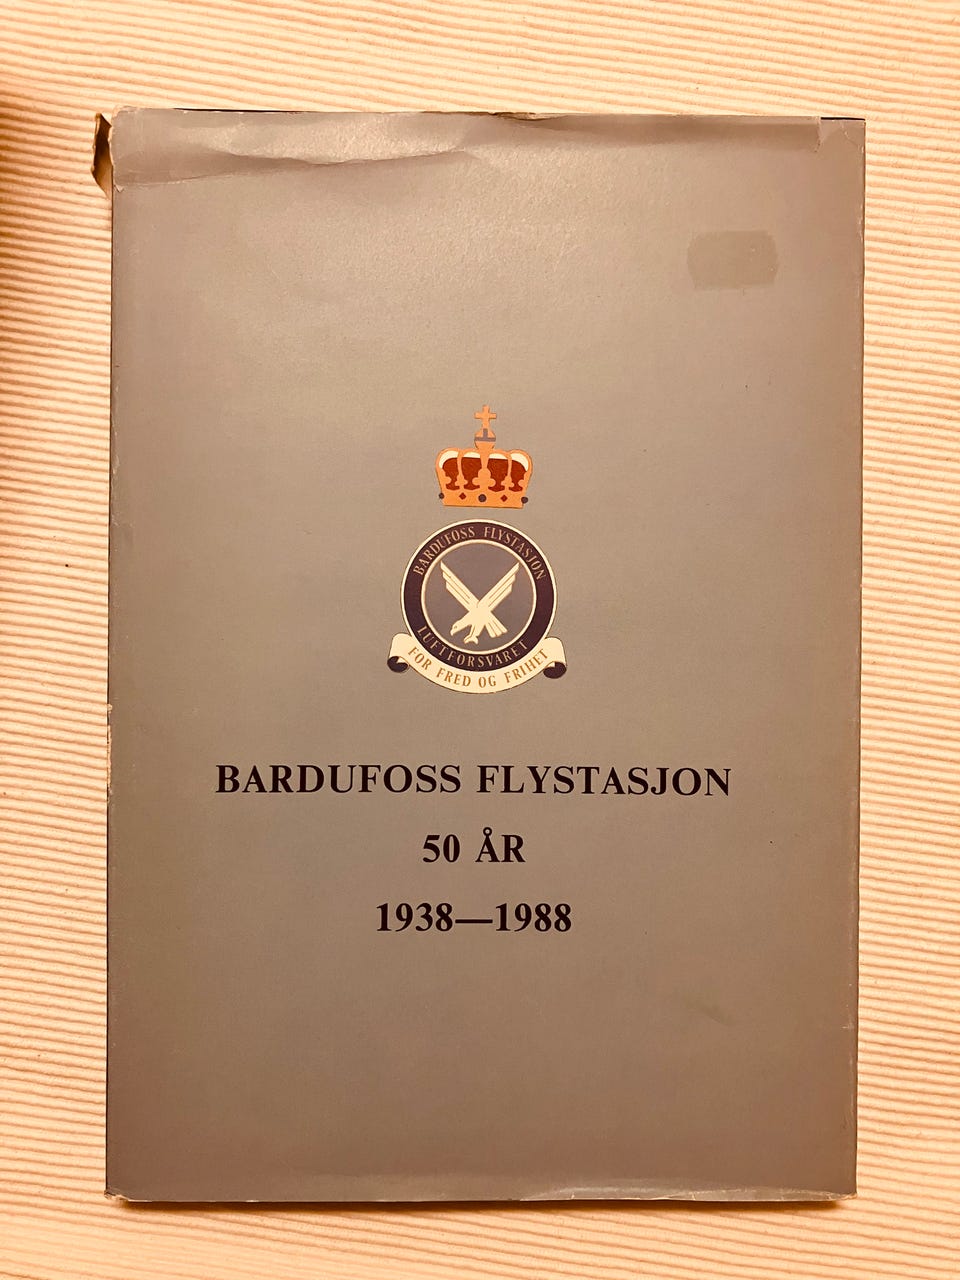 BARDUFOSS FLYSTASJON
LUFTFORSVARET
FOR FRED OG FRIHET
BARDUFOSS FLYSTASJON
50 ÅR
1938—1988